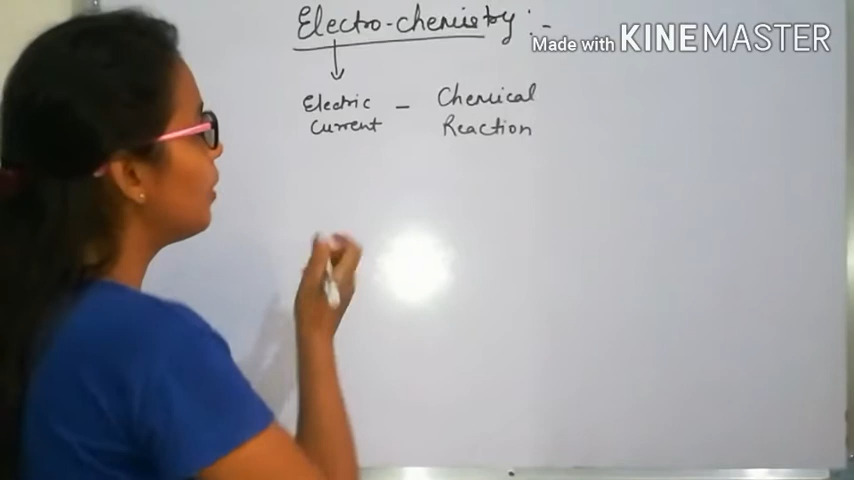 Electro-chemistry :-
Made with KINEMASTER
Electric - Chemical
Current Reaction